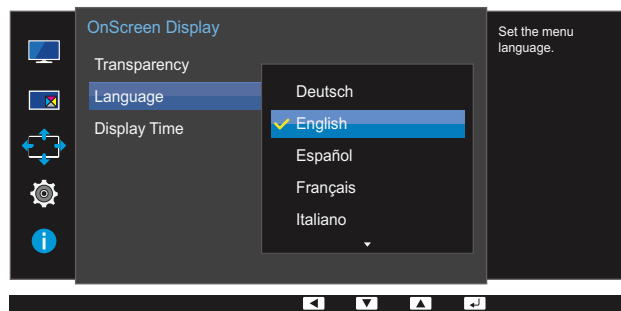 OnScreen Display
Transparency
Language
Display Time
Deutsch
English
Español
Français
Italiano
Set the menu
language.